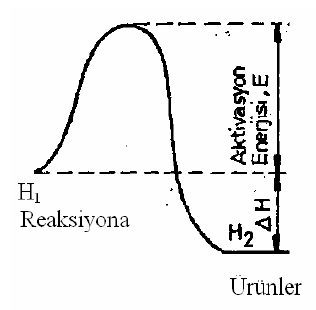 Aktivasyon
Enerjisi, E
H1
Reaksiyona
H2
ΔH
Ürünler